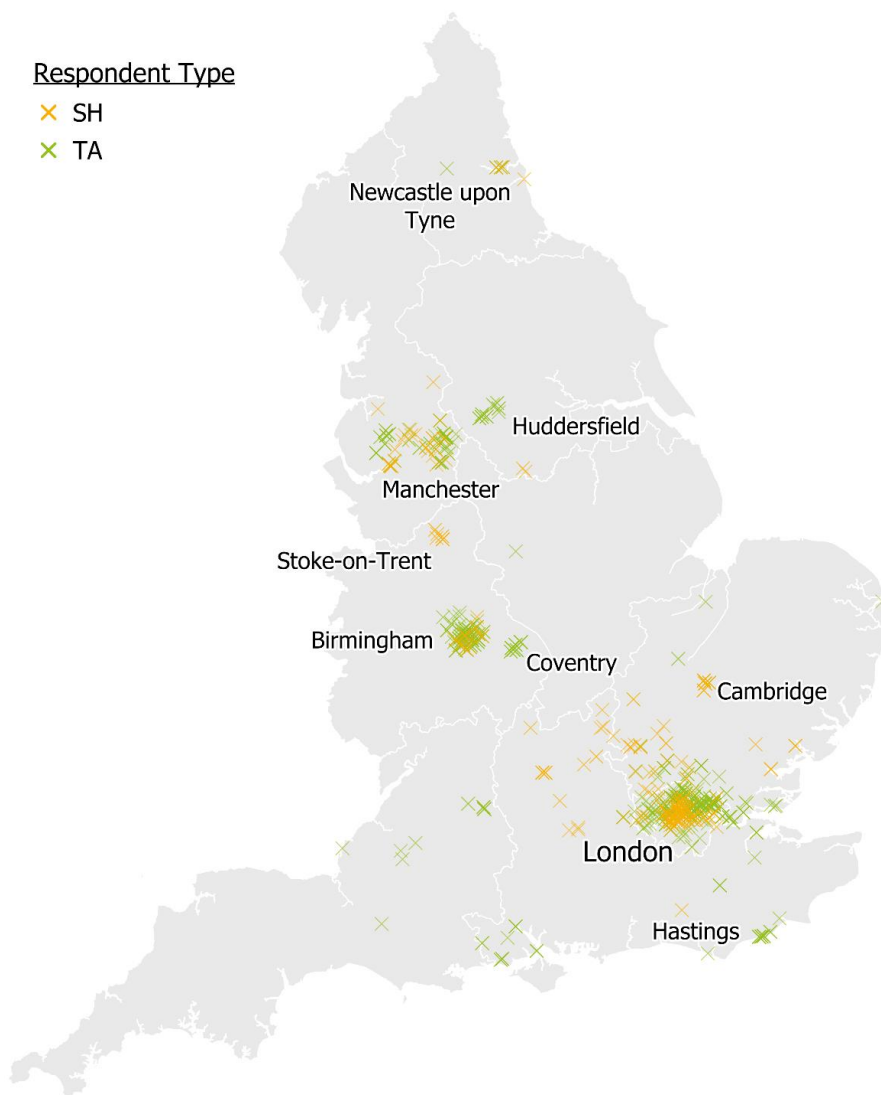 Respondent Type
SH
TA
Newcastle upon
Tyne
Huddersfield
Manchester
Stoke-on-Trent
Birmingham
Coventry
Cambridge
London
Hastings